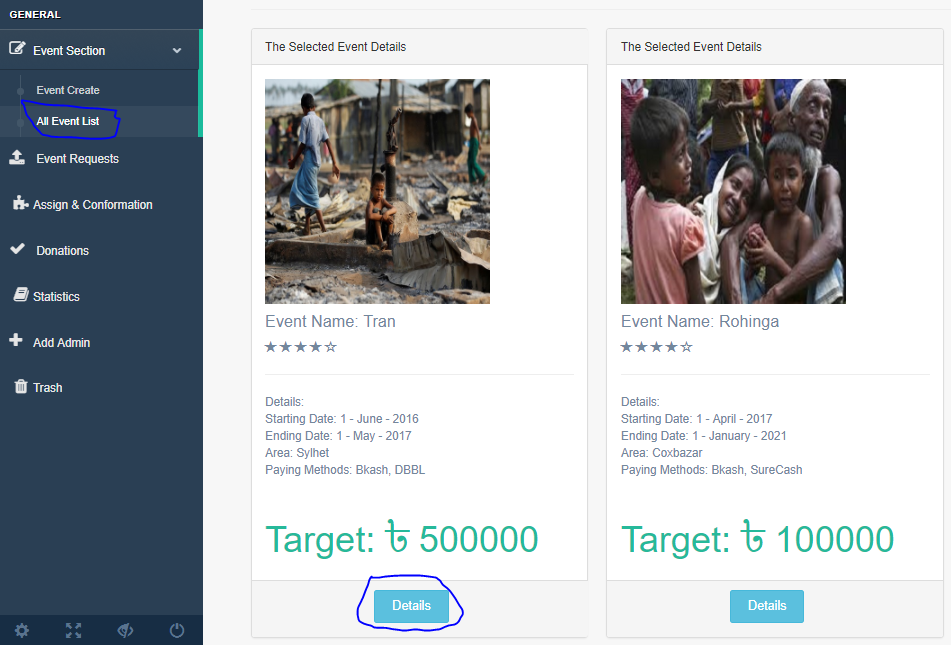 GENERAL
Event Section
Event Create
All Event List
Event Requests
Assign & Conformation
Donations
Statistics
Add Admin
Trash
The Selected Event Details
Event Name: Tran
★★★★☆
Details:
Starting Date: 1 - June - 2016
Ending Date: 1 - May - 2017
Area: Sylhet
Paying Methods: Bkash, DBBL
Target: ৳ 500000
Details
The Selected Event Details
Event Name: Rohinga
★★★★☆
Details:
Starting Date: 1 - April - 2017
Ending Date: 1 - January - 2021
Area: Coxbazar
Paying Methods: Bkash, SureCash
Target: ৳ 100000
Details